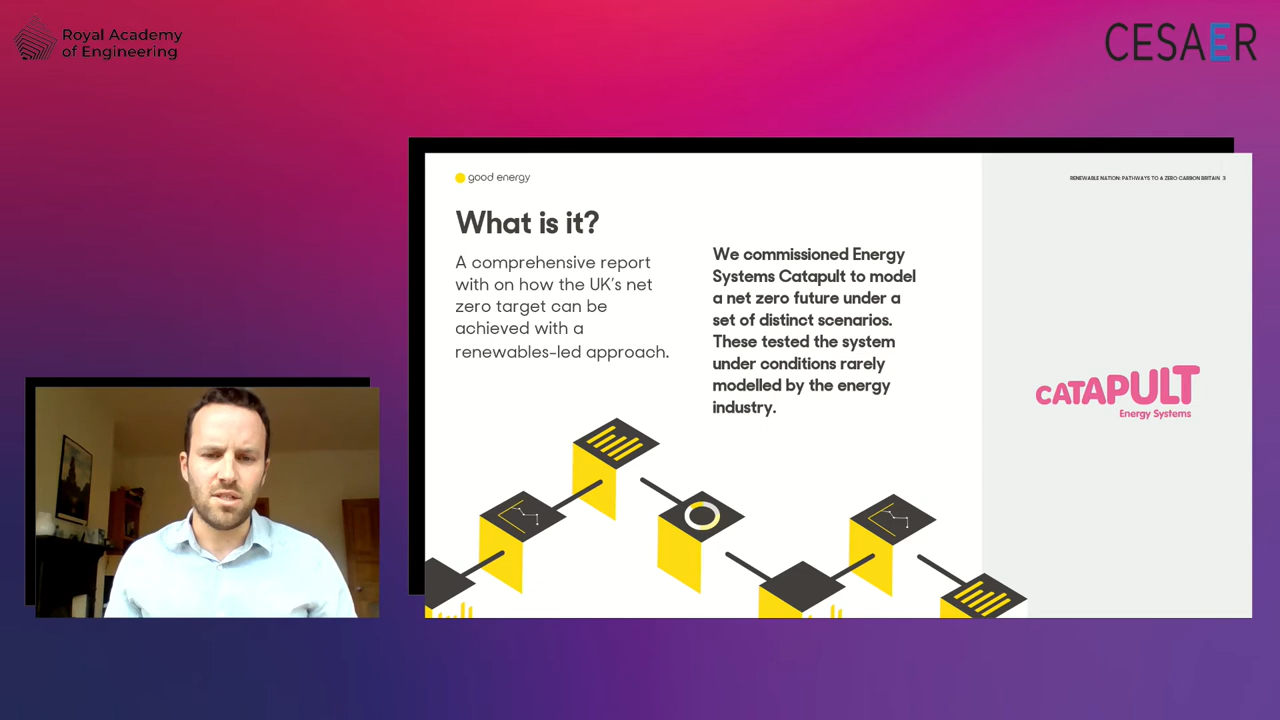 Royal Academy
of Engineering
CESAER
good energy
RENEWABLE NATION: PATHWAYS TO A ZERO CARBON BRITAIN 3
What is it?
A comprehensive report
with on how the UK's net
zero target can be
achieved with a
renewables-led approach.
We commissioned Energy
Systems Catapult to model
a net zero future under a
set of distinct scenarios.
These tested the system
under conditions rarely
modelled by the energy
industry.
CATAPULT
Energy Systems